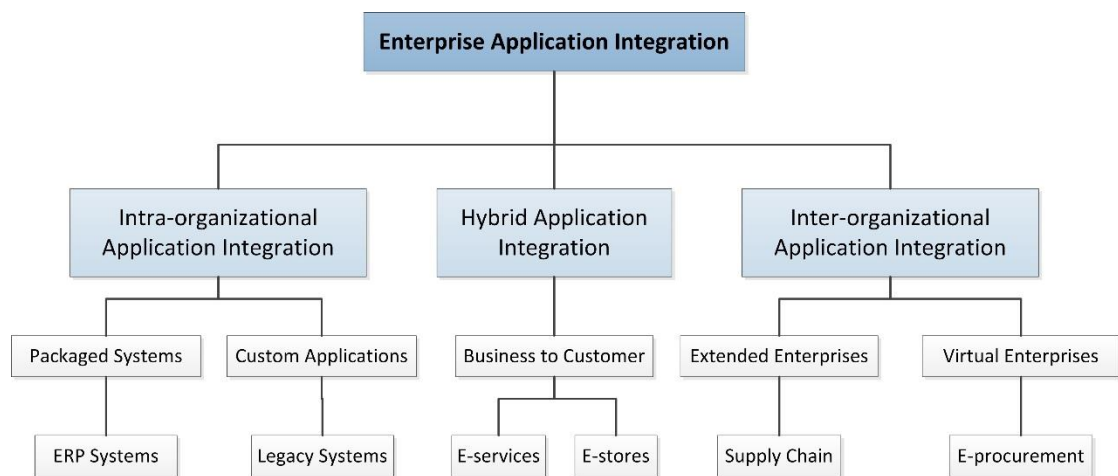 Enterprise Application Integration
Intra-organizational
Application Integration
Hybrid Application
Integration
Inter-organizational
Application Integration
Packaged Systems
Custom Applications
Business to Customer
Extended Enterprises
Virtual Enterprises
ERP Systems
Legacy Systems
E-services
E-stores
Supply Chain
E-procurement